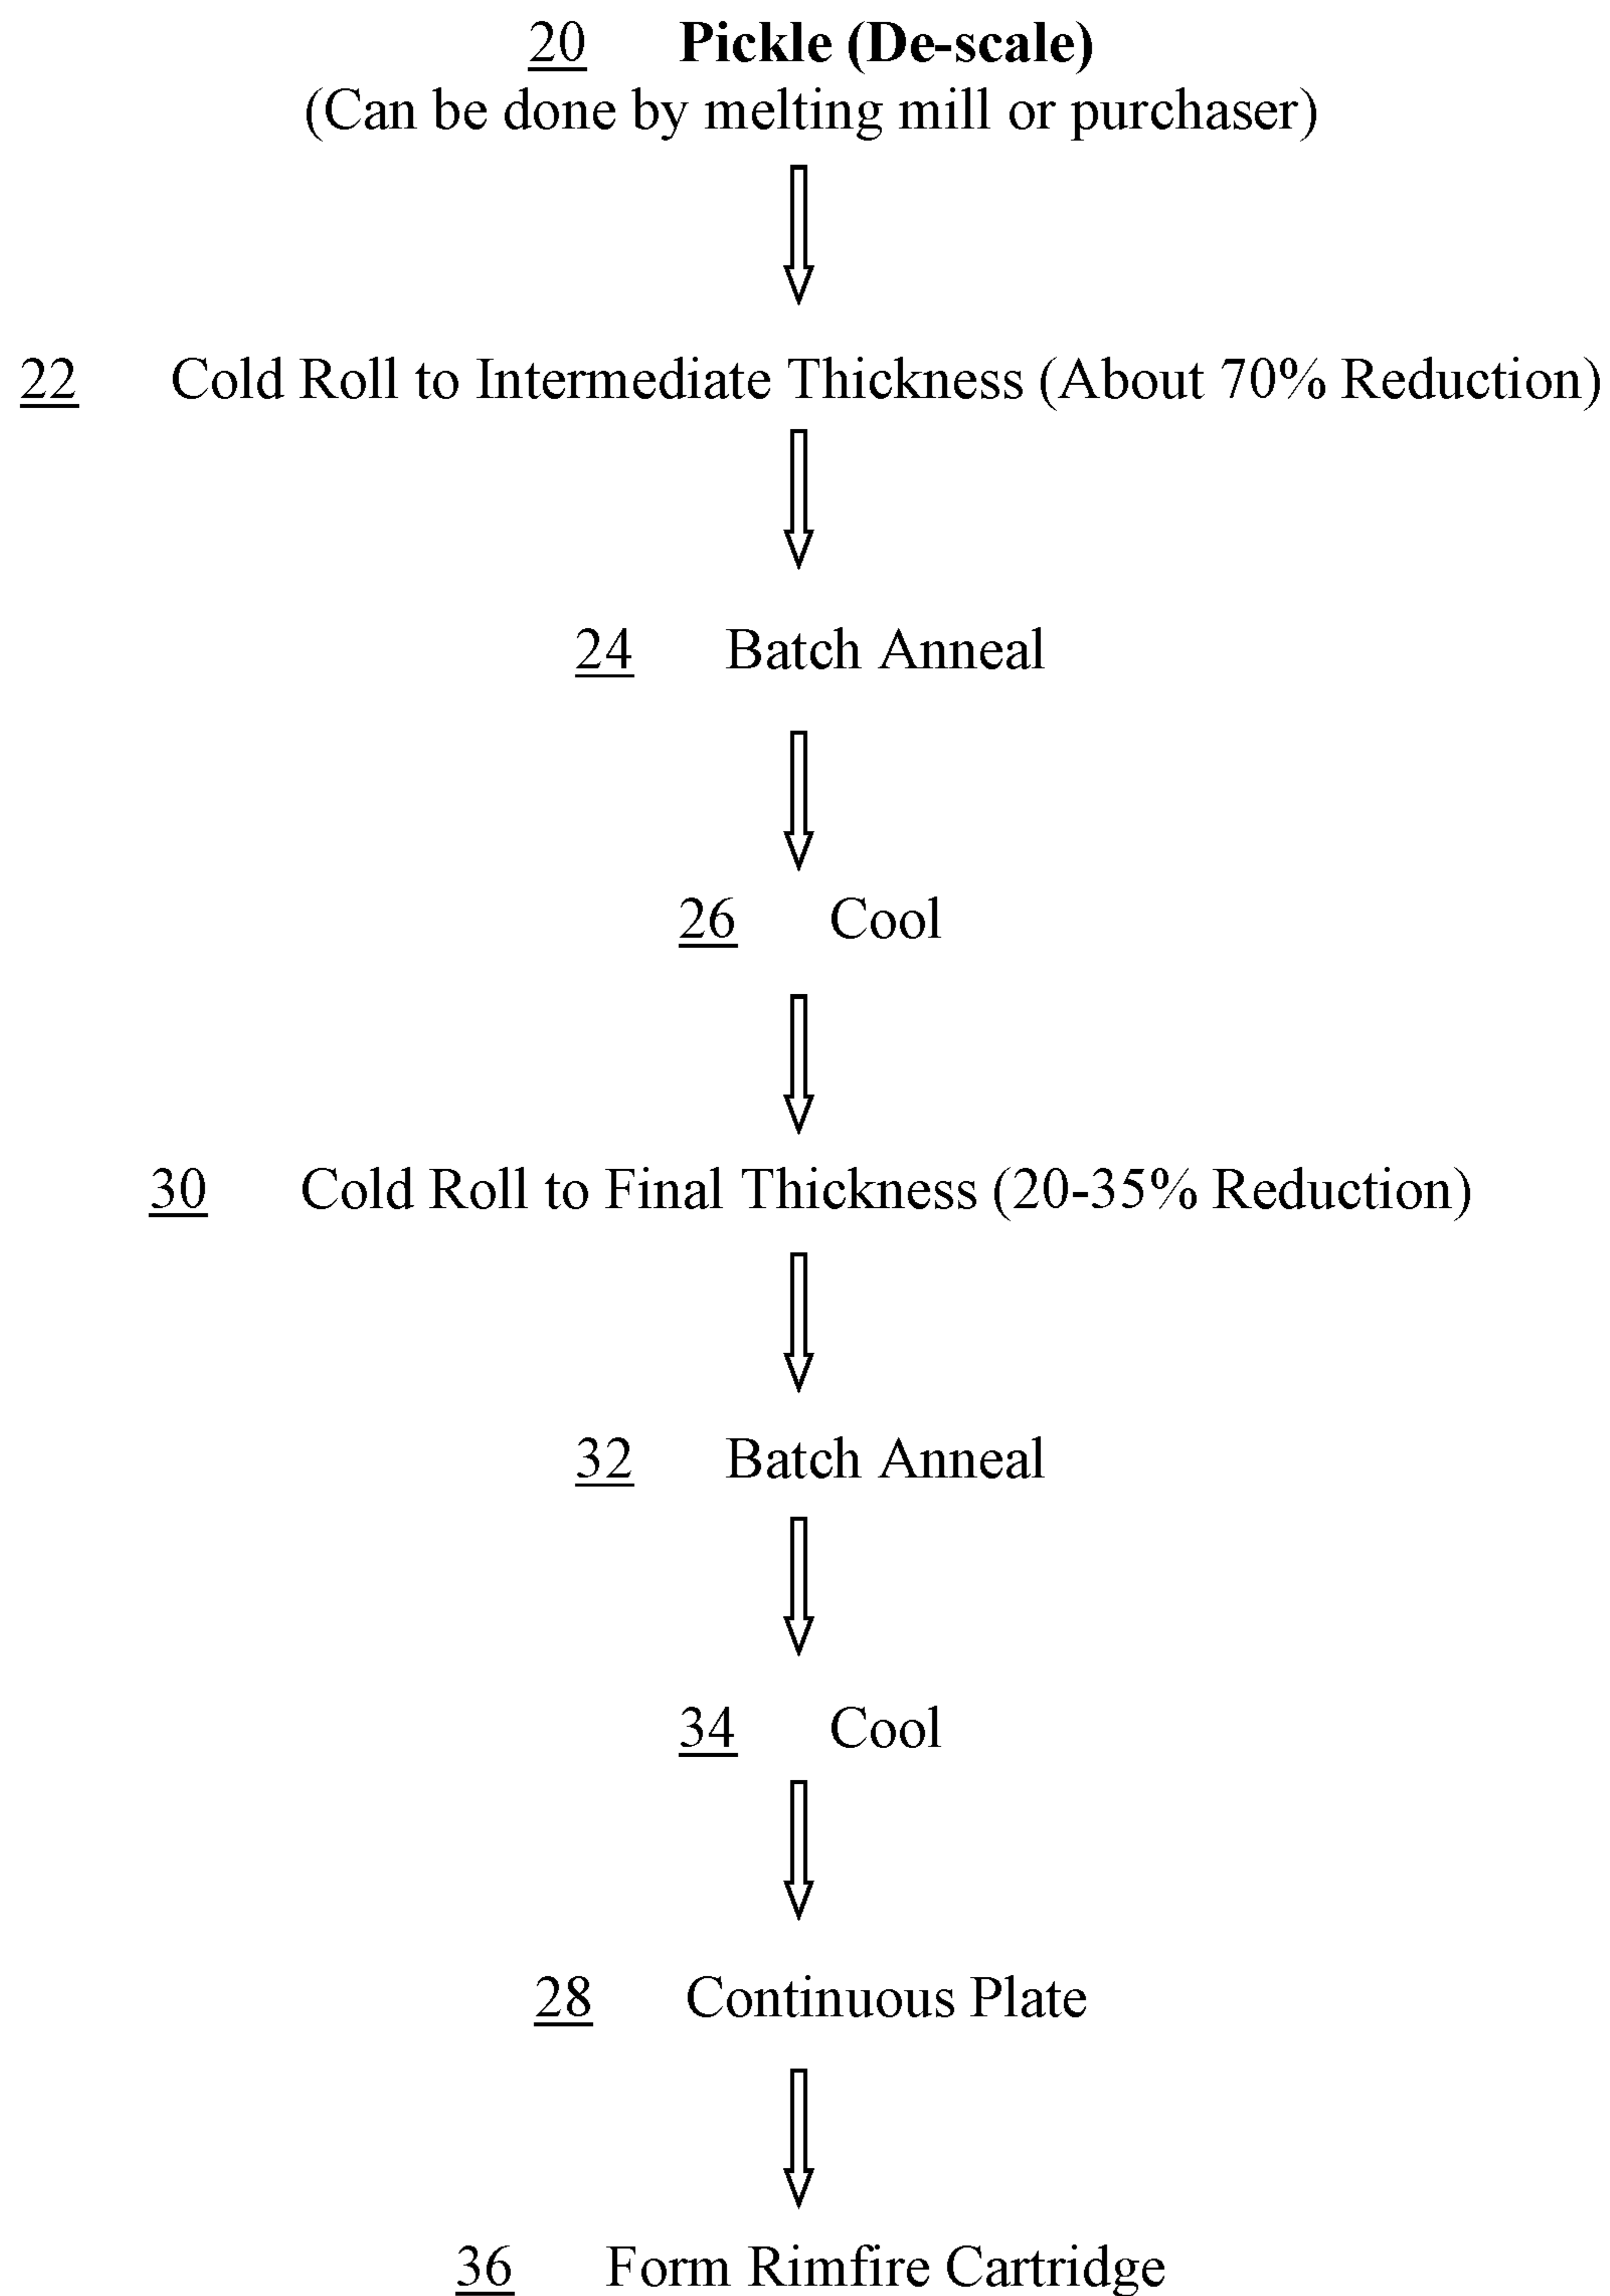 20 Pickle (De-scale)
(Can be done by melting mill or purchaser)
22 Cold Roll to Intermediate Thickness (About 70% Reduction)
24 Batch Anneal
26 Cool
30 Cold Roll to Final Thickness (20-35% Reduction)
32 Batch Anneal
34 Cool
28 Continuous Plate
36 Form Rimfire Cartridge